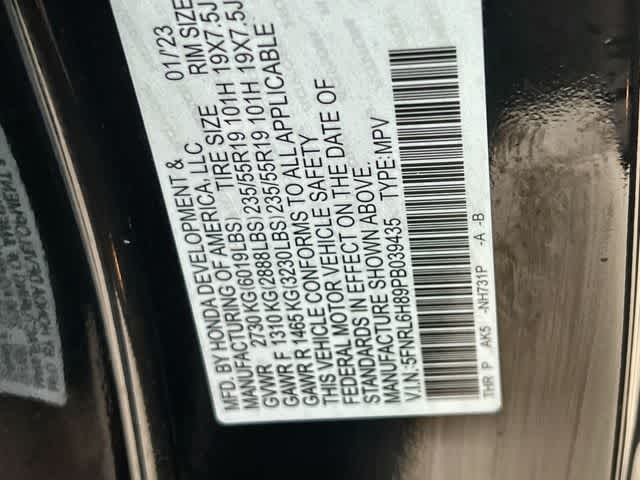 MFD. BY HONDA DEVELOPMENT & 01/23
MANUFACTURING OF AMERICA, LLC
GVWR 2730 KG(6019LBS) TIRE SIZE RIM SIZE
GAWR F 1310 KG(2888LBS) 235/55R19 101H 19X7.5J
GAWR R 1465 KG(3230LBS) 235/55R19 101H 19X7.5J
THIS VEHICLE CONFORMS TO ALL APPLICABLE
FEDERAL MOTOR VEHICLE SAFETY
STANDARDS IN EFFECT ON THE DATE OF
MANUFACTURE SHOWN ABOVE.
V.I.N.:5FNRL6H89PB039435 TYPE:MPV
THR P AK5 -NH731P -A -B